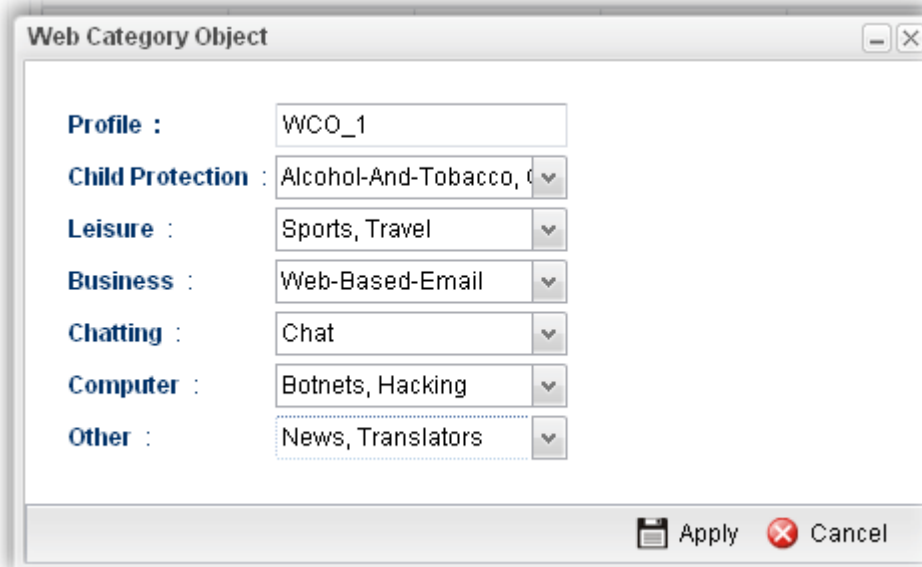 Web Category Object
Profile : WCO_1
Child Protection : Alcohol-And-Tobacco,
Leisure : Sports, Travel
Business : Web-Based-Email
Chatting : Chat
Computer : Botnets, Hacking
Other : News, Translators
Apply Cancel